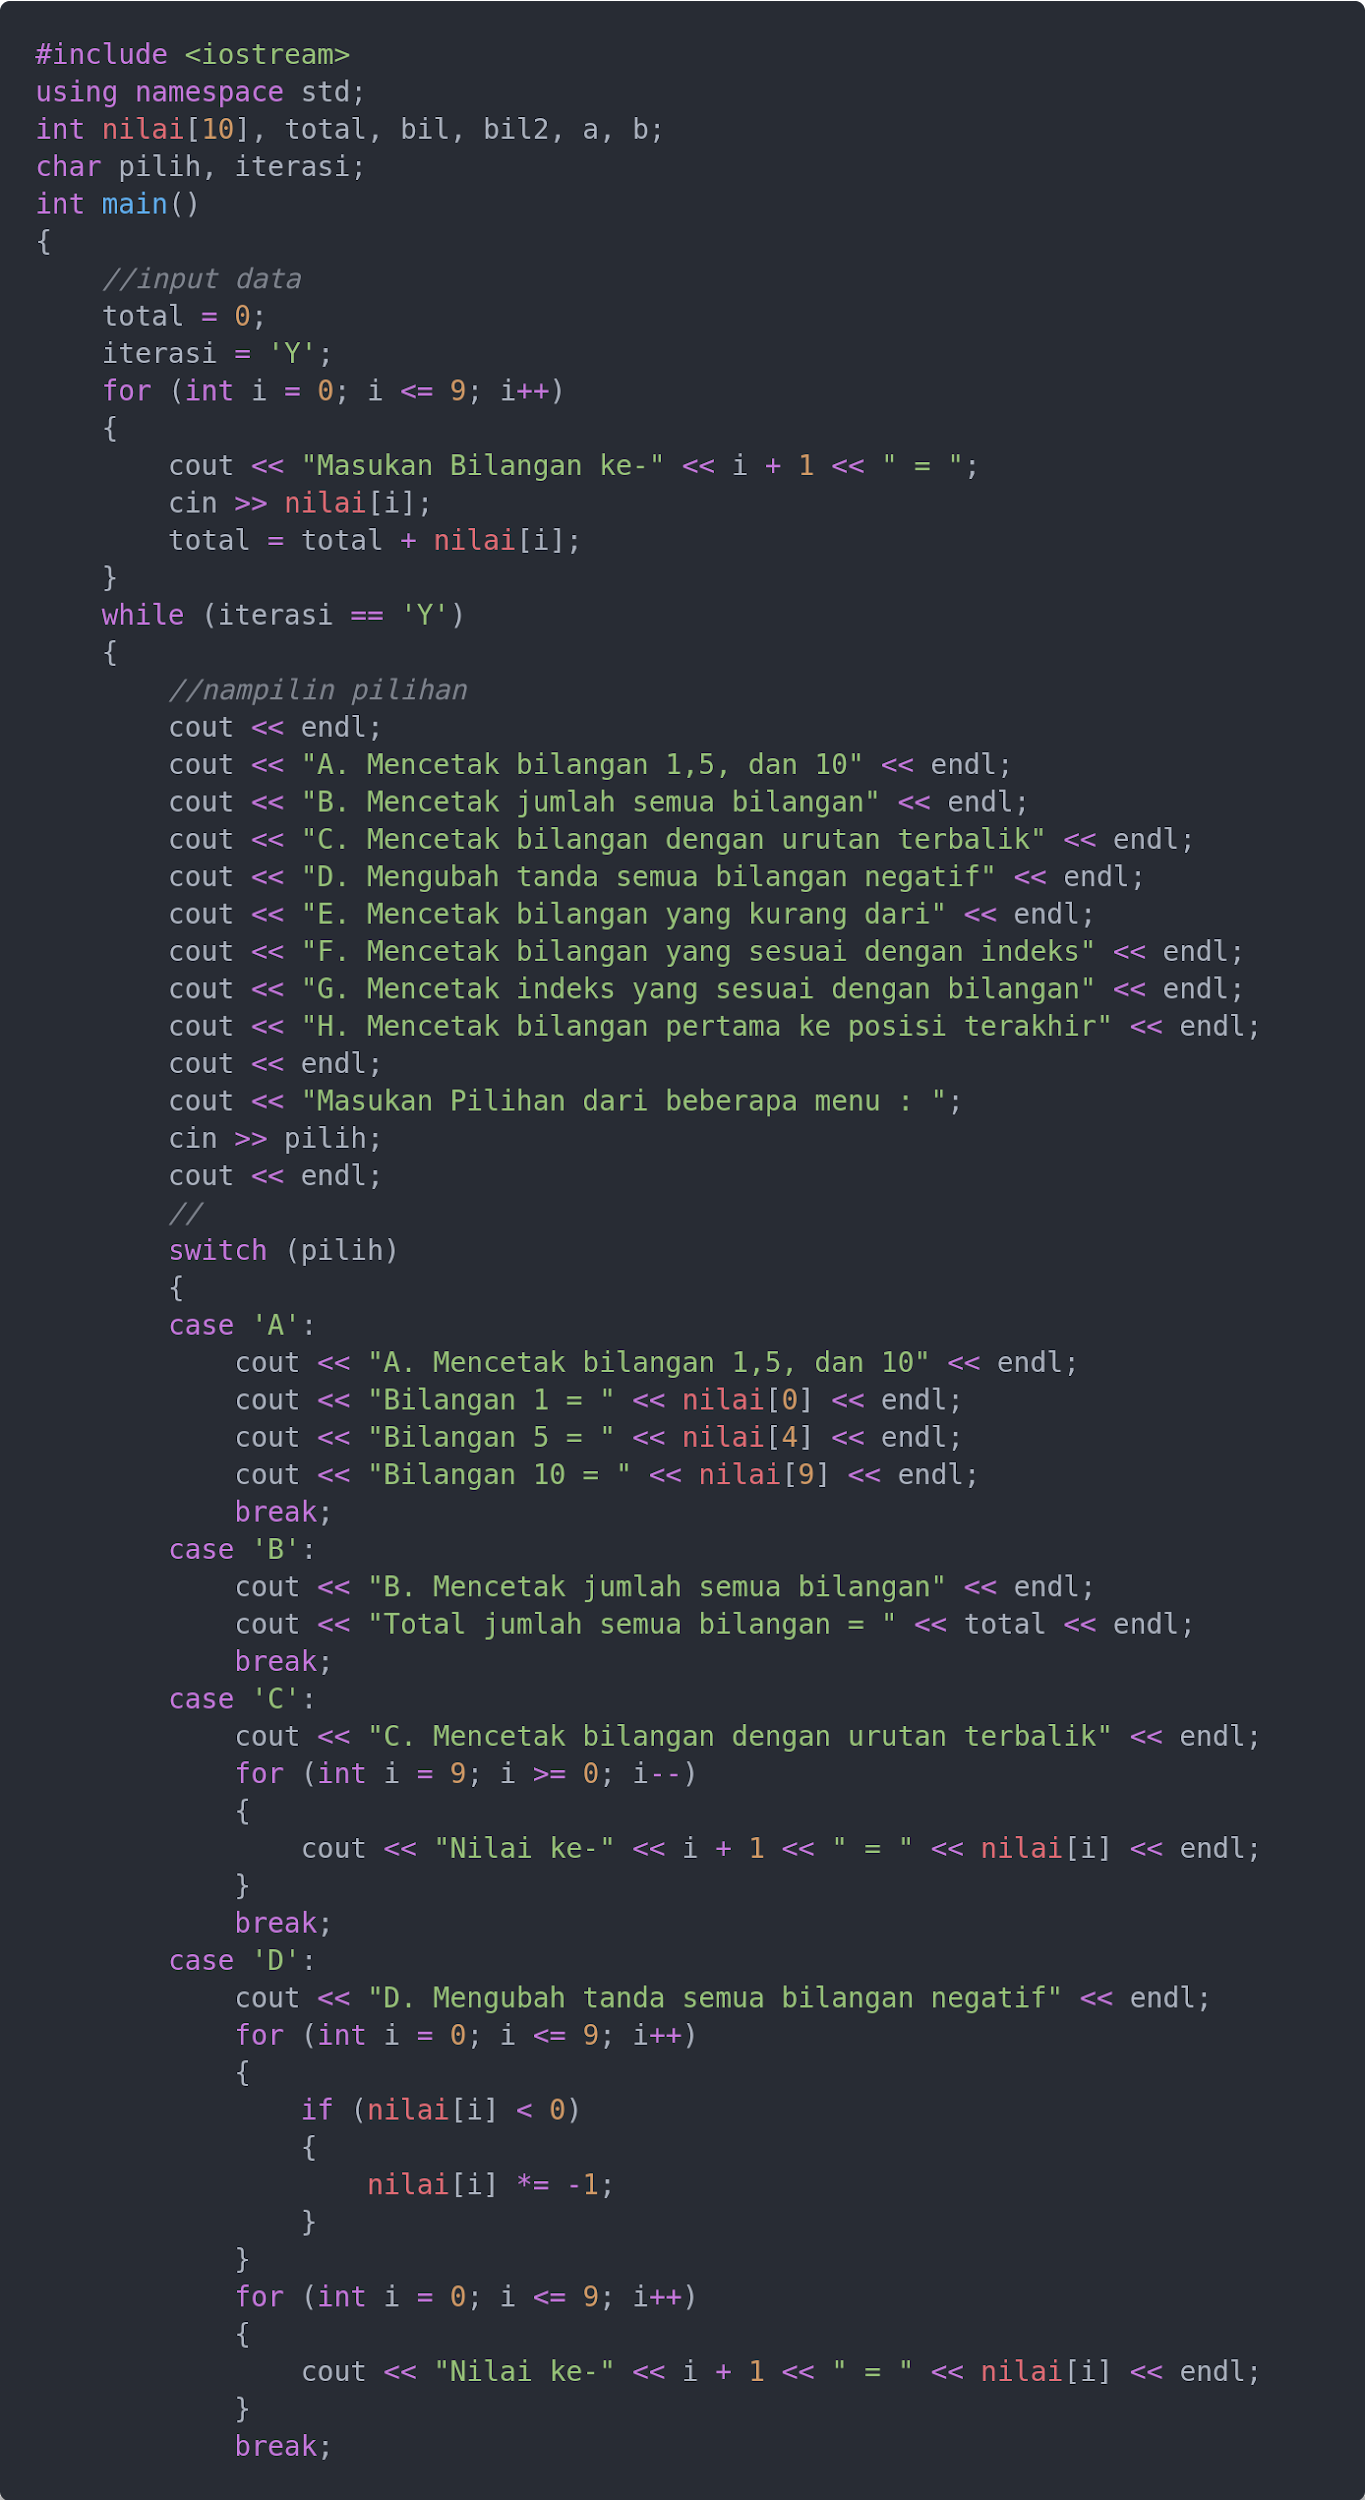 #include <iostream>
using namespace std;
int nilai[10], total, bil, bil2, a, b;
char pilih, iterasi;
int main()
{
    //input data
    total = 0;
    iterasi = 'Y';
    for (int i = 0; i <= 9; i++)
    {
        cout << "Masukan Bilangan ke-" << i + 1 << " = ";
        cin >> nilai[i];
        total = total + nilai[i];
    }
    while (iterasi == 'Y')
    {
        //nampilin pilihan
        cout << endl;
        cout << "A. Mencetak bilangan 1,5, dan 10" << endl;
        cout << "B. Mencetak jumlah semua bilangan" << endl;
        cout << "C. Mencetak bilangan dengan urutan terbalik" << endl;
        cout << "D. Mengubah tanda semua bilangan negatif" << endl;
        cout << "E. Mencetak bilangan yang kurang dari" << endl;
        cout << "F. Mencetak bilangan yang sesuai dengan indeks" << endl;
        cout << "G. Mencetak indeks yang sesuai dengan bilangan" << endl;
        cout << "H. Mencetak bilangan pertama ke posisi terakhir" << endl;
        cout << endl;
        cout << "Masukan Pilihan dari beberapa menu : ";
        cin >> pilih;
        cout << endl;
        //
        switch (pilih)
        {
        case 'A':
            cout << "A. Mencetak bilangan 1,5, dan 10" << endl;
            cout << "Bilangan 1 = " << nilai[0] << endl;
            cout << "Bilangan 5 = " << nilai[4] << endl;
            cout << "Bilangan 10 = " << nilai[9] << endl;
            break;
        case 'B':
            cout << "B. Mencetak jumlah semua bilangan" << endl;
            cout << "Total jumlah semua bilangan = " << total << endl;
            break;
        case 'C':
            cout << "C. Mencetak bilangan dengan urutan terbalik" << endl;
            for (int i = 9; i >= 0; i--)
            {
                cout << "Nilai ke-" << i + 1 << " = " << nilai[i] << endl;
            }
            break;
        case 'D':
            cout << "D. Mengubah tanda semua bilangan negatif" << endl;
            for (int i = 0; i <= 9; i++)
            {
                if (nilai[i] < 0)
                {
                    nilai[i] *= -1;
                }
            }
            for (int i = 0; i <= 9; i++)
            {
                cout << "Nilai ke-" << i + 1 << " = " << nilai[i] << endl;
            }
            break;